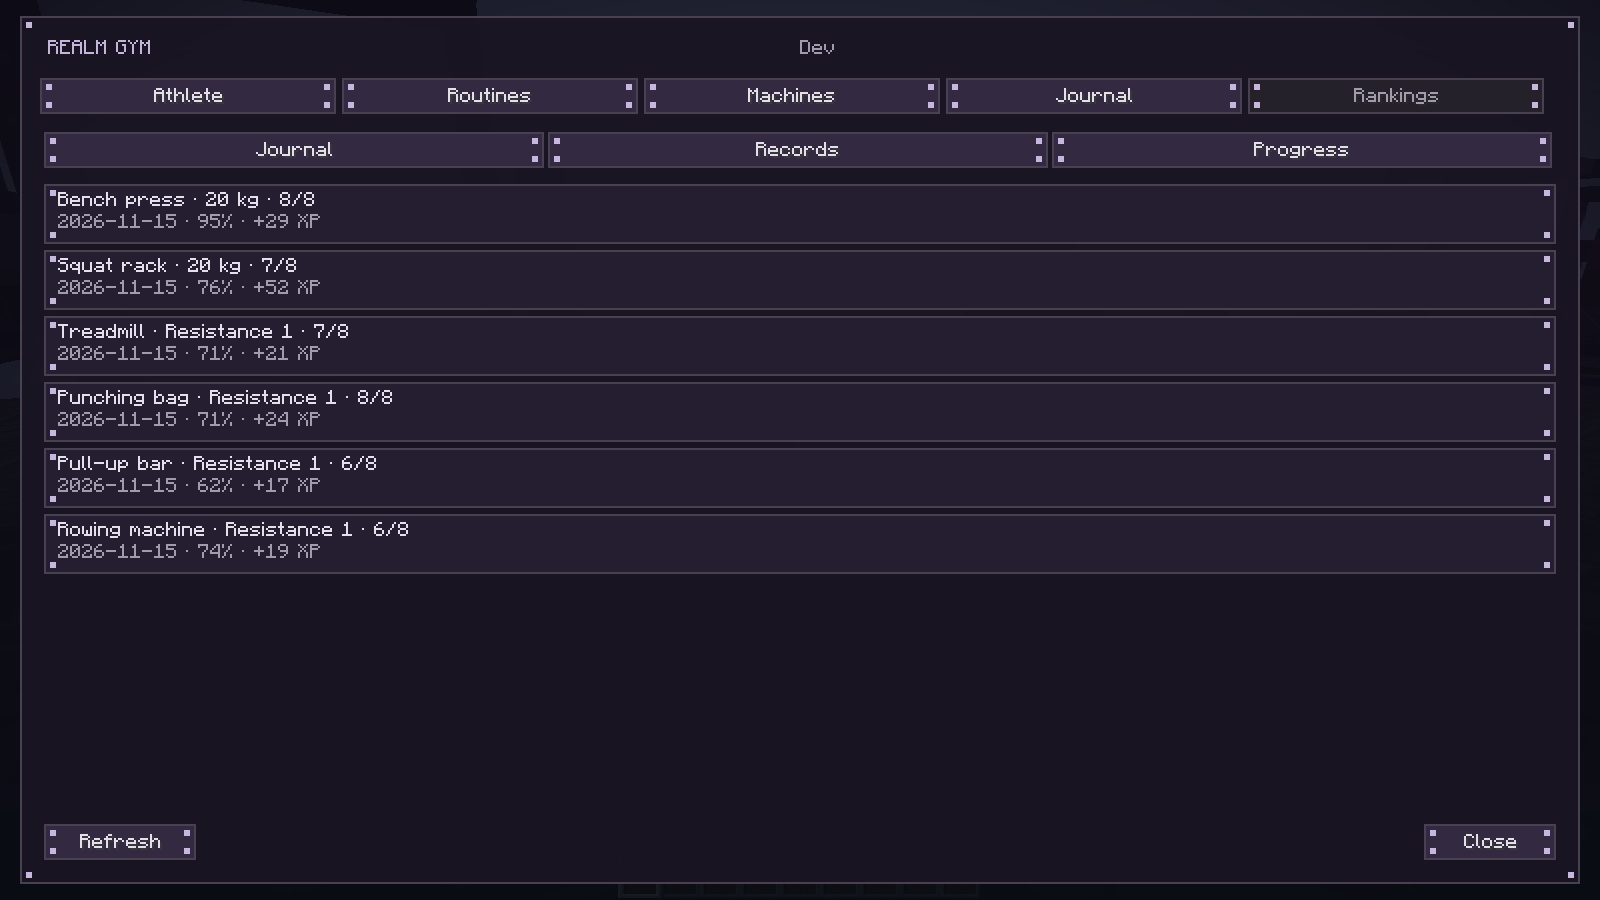 REALM GYM
Dev
Athlete
Routines
Machines
Journal
Rankings
Journal
Records
Progress
Bench press · 20 kg · 8/8
2026-11-15 · 95% · +29 XP
Squat rack · 20 kg · 7/8
2026-11-15 · 76% · +52 XP
Treadmill · Resistance 1 · 7/8
2026-11-15 · 71% · +21 XP
Punching bag · Resistance 1 · 8/8
2026-11-15 · 71% · +24 XP
Pull-up bar · Resistance 1 · 6/8
2026-11-15 · 62% · +17 XP
Rowing machine · Resistance 1 · 6/8
2026-11-15 · 74% · +19 XP
Refresh
Close